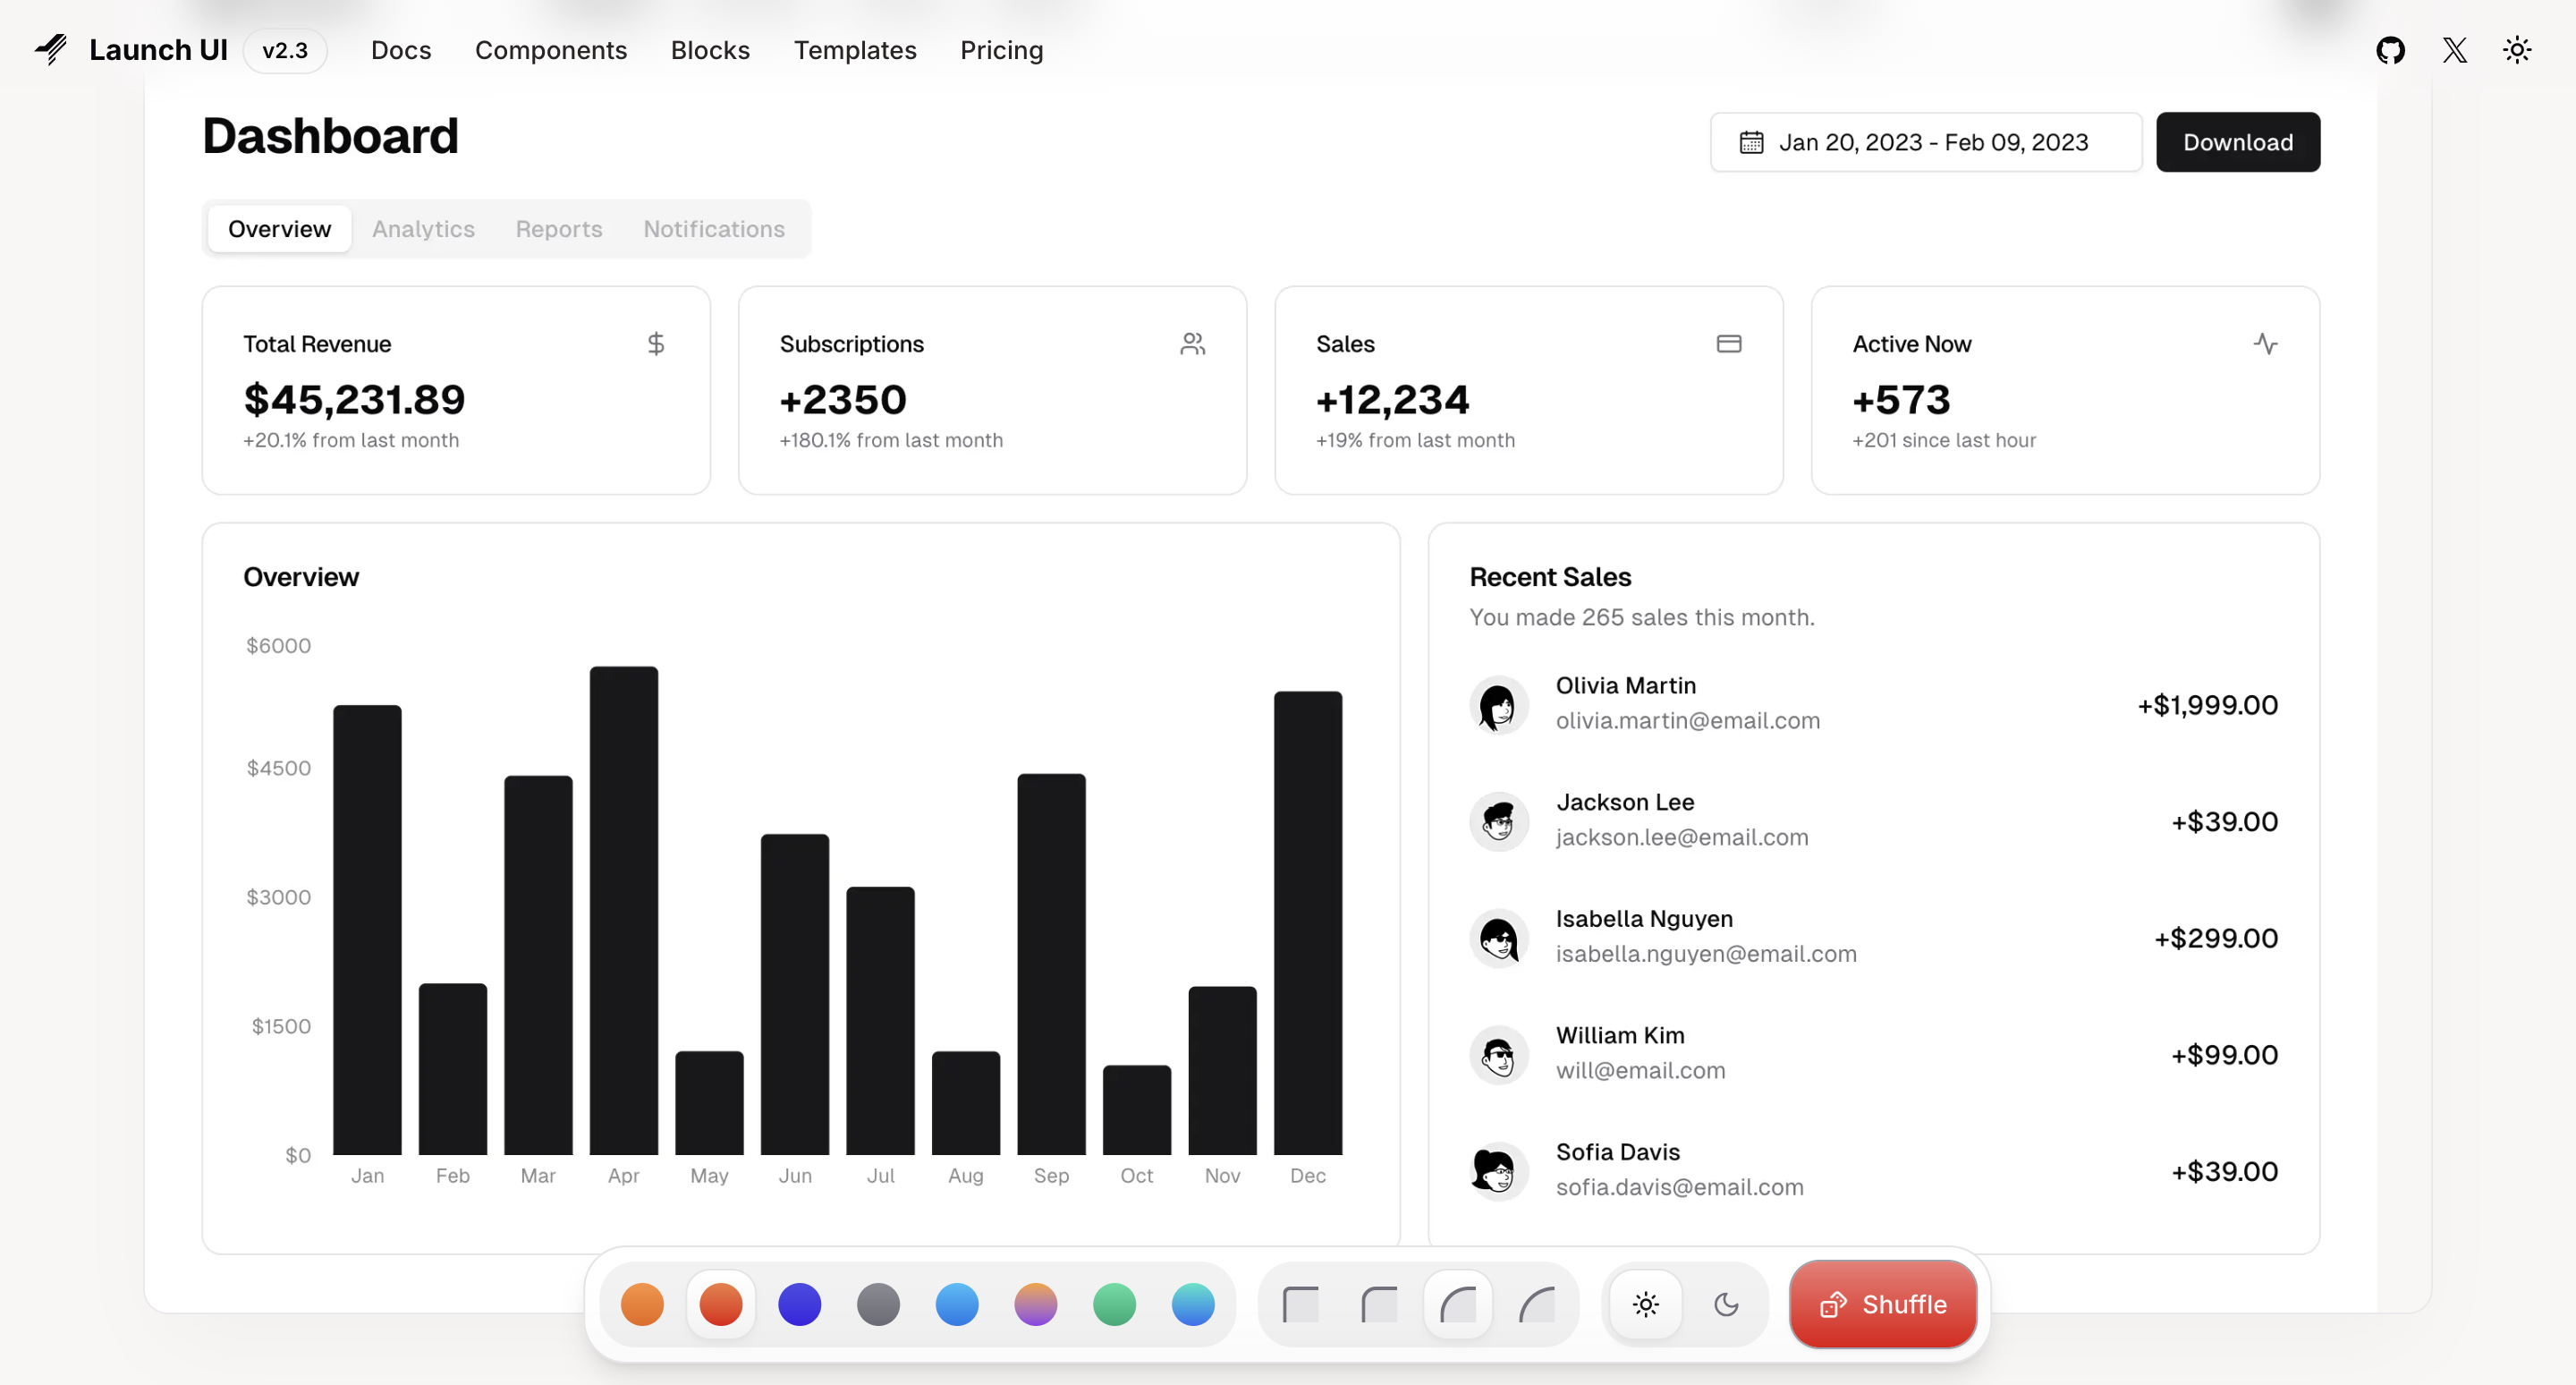 Launch UI v2.3 Docs Components Blocks Templates Pricing
Dashboard
Jan 20, 2023 - Feb 09, 2023
Download
Overview Analytics Reports Notifications
Total Revenue
$45,231.89
+20.1% from last month
Subscriptions
+2350
+180.1% from last month
Sales
+12,234
+19% from last month
Active Now
+573
+201 since last hour
Overview
$6000
$4500
$3000
$1500
$0
Jan Feb Mar Apr May Jun Jul Aug Sep Oct Nov Dec
Recent Sales
You made 265 sales this month.
Olivia Martin
olivia.martin@email.com
+$1,999.00
Jackson Lee
jackson.lee@email.com
+$39.00
Isabella Nguyen
isabella.nguyen@email.com
+$299.00
William Kim
will@email.com
+$99.00
Sofia Davis
sofia.davis@email.com
+$39.00
Shuffle